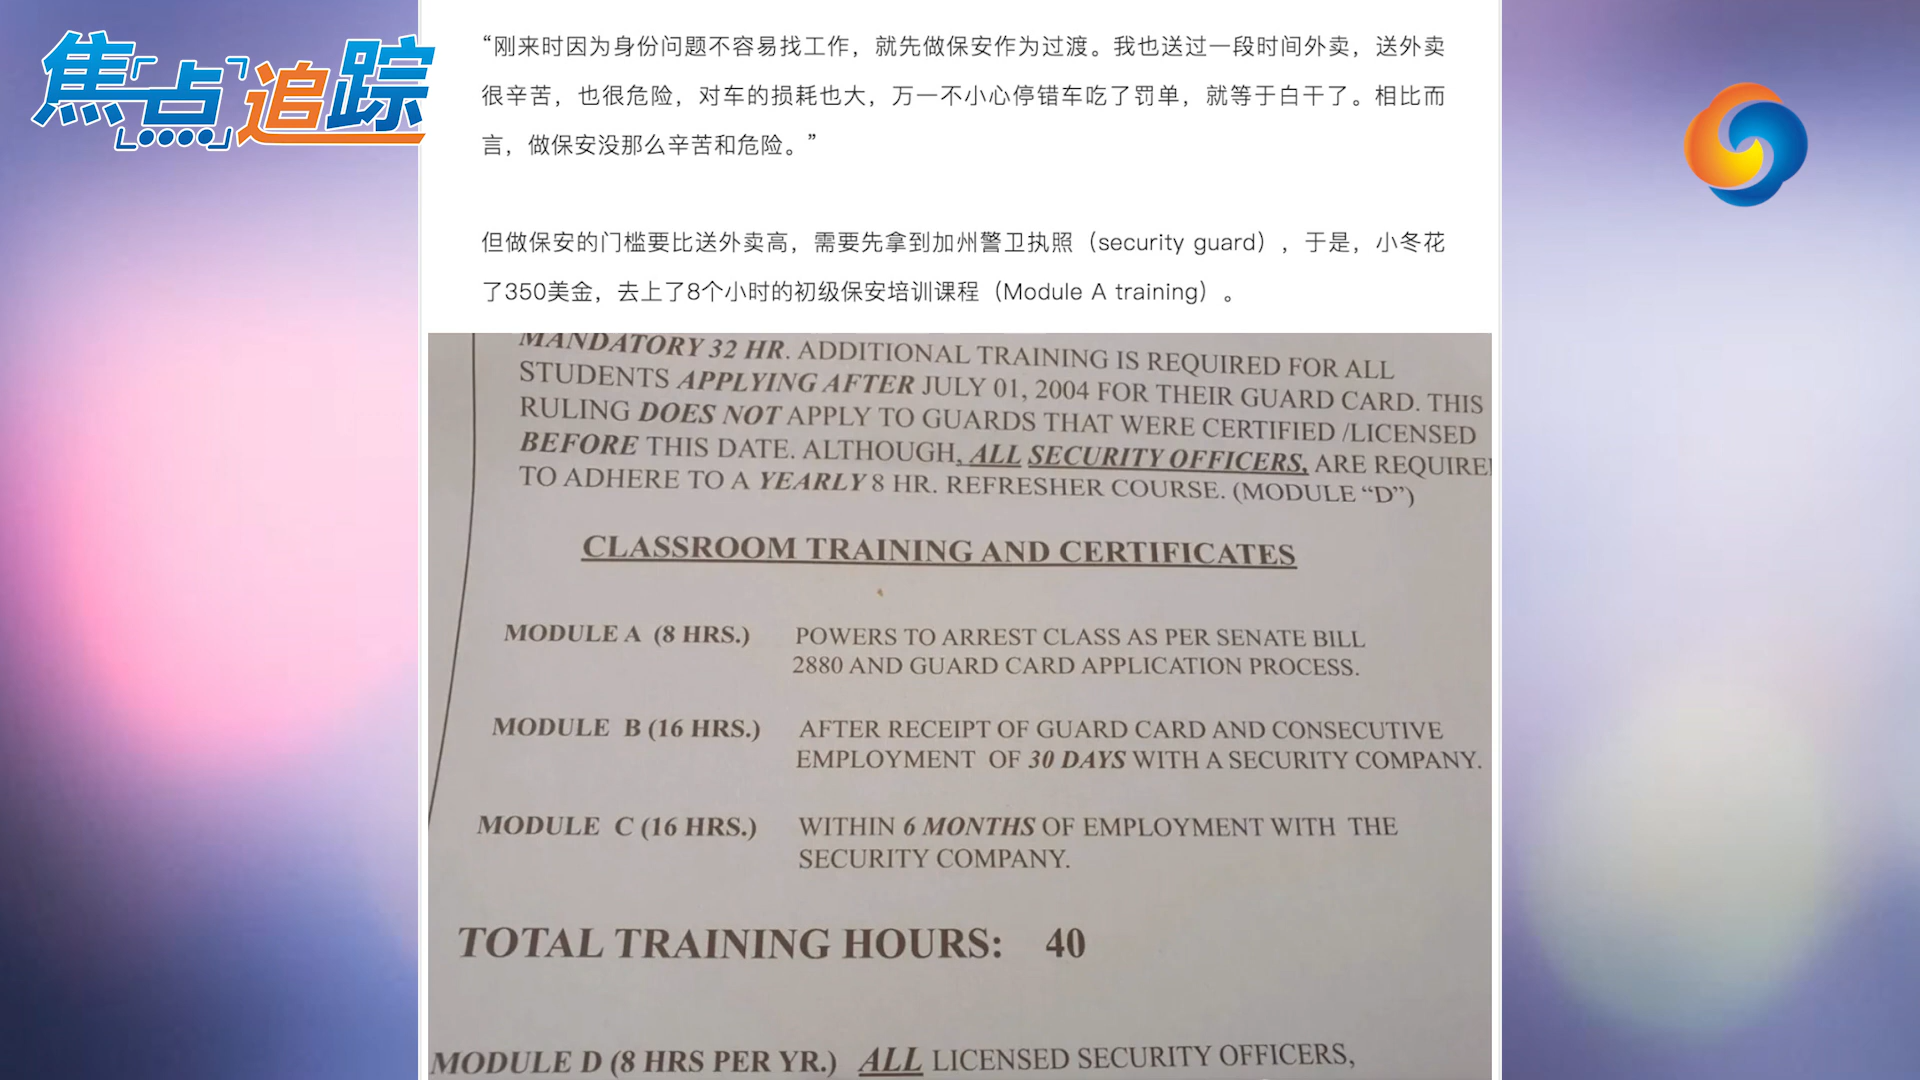 焦点追踪
“刚来时因为身份问题不容易找工作，就先做保安作为过渡。我也送过一段时间外卖，送外卖
很辛苦，也很危险，对车的损耗也大，万一不小心停错车吃了罚单，就等于白干了。相比而
言，做保安没那么辛苦和危险。”
但做保安的门槛要比送外卖高，需要先拿到加州警卫执照（security guard），于是，小冬花
了350美金，去上了8个小时的初级保安培训课程（Module A training）。
MANDATORY 32 HR. ADDITIONAL TRAINING IS REQUIRED FOR ALL
STUDENTS APPLYING AFTER JULY 01, 2004 FOR THEIR GUARD CARD. THIS
RULING DOES NOT APPLY TO GUARDS THAT WERE CERTIFIED /LICENSED
BEFORE THIS DATE. ALTHOUGH, ALL SECURITY OFFICERS, ARE REQUIRE
TO ADHERE TO A YEARLY 8 HR. REFRESHER COURSE. (MODULE “D”)
CLASSROOM TRAINING AND CERTIFICATES
MODULE A (8 HRS.) POWERS TO ARREST CLASS AS PER SENATE BILL
2880 AND GUARD CARD APPLICATION PROCESS.
MODULE B (16 HRS.) AFTER RECEIPT OF GUARD CARD AND CONSECUTIVE
EMPLOYMENT OF 30 DAYS WITH A SECURITY COMPANY.
MODULE C (16 HRS.) WITHIN 6 MONTHS OF EMPLOYMENT WITH THE
SECURITY COMPANY.
TOTAL TRAINING HOURS: 40
MODULE D (8 HRS PER YR.) ALL LICENSED SECURITY OFFICERS,